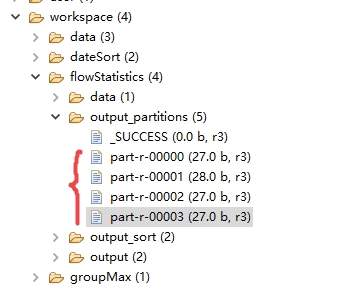 workspace (4)
data (3)
dateSort (2)
flowStatistics (4)
data (1)
output_partitions (5)
_SUCCESS (0.0 b, r3)
part-r-00000 (27.0 b, r3)
part-r-00001 (28.0 b, r3)
part-r-00002 (27.0 b, r3)
part-r-00003 (27.0 b, r3)
output_sort (2)
output (2)
groupMax (1)